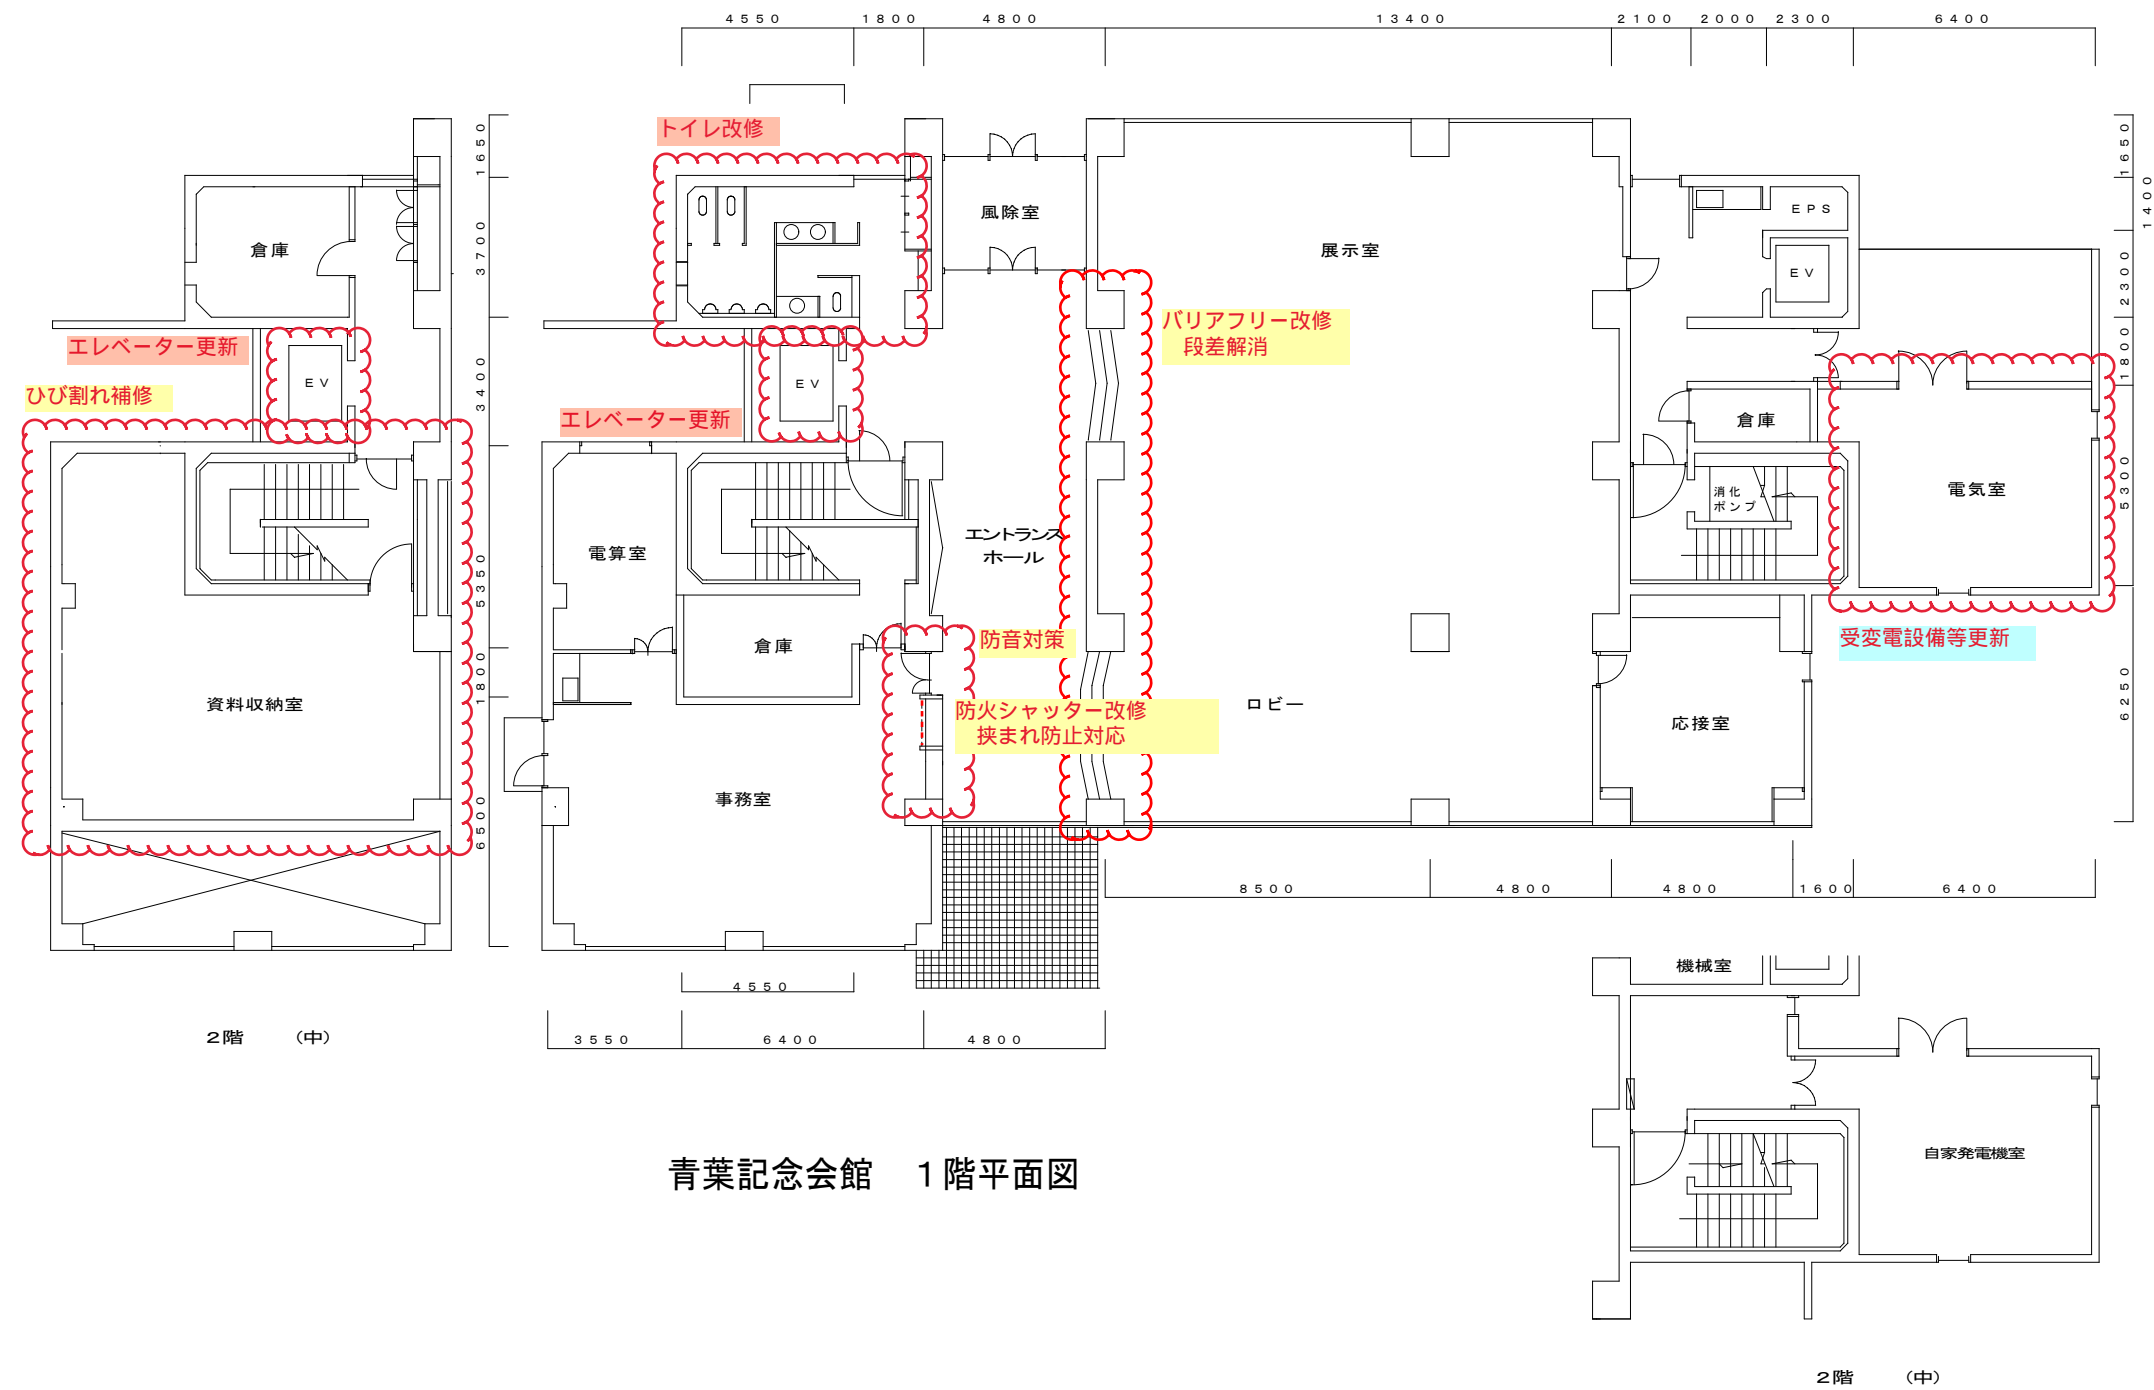 4550
1800
4800
13400
2100
2000
2300
6400
トイレ改修
1650
3700
3400
5350
1800
6500
1650
1400
2300
1800
5300
6250
風除室
展示室
EPS
EV
倉庫
エレベーター更新
EV
ひび割れ補修
エレベーター更新
EV
バリアフリー改修
段差解消
倉庫
消化
ポンプ
電気室
電算室
エントランス
ホール
倉庫
防音対策
受変電設備等更新
資料収納室
防火シャッター改修
挟まれ防止対応
ロビー
応接室
事務室
8500
4800
4800
1600
6400
4550
3550
6400
4800
2階 (中)
機械室
自家発電機室
青葉記念会館 1階平面図
2階 (中)